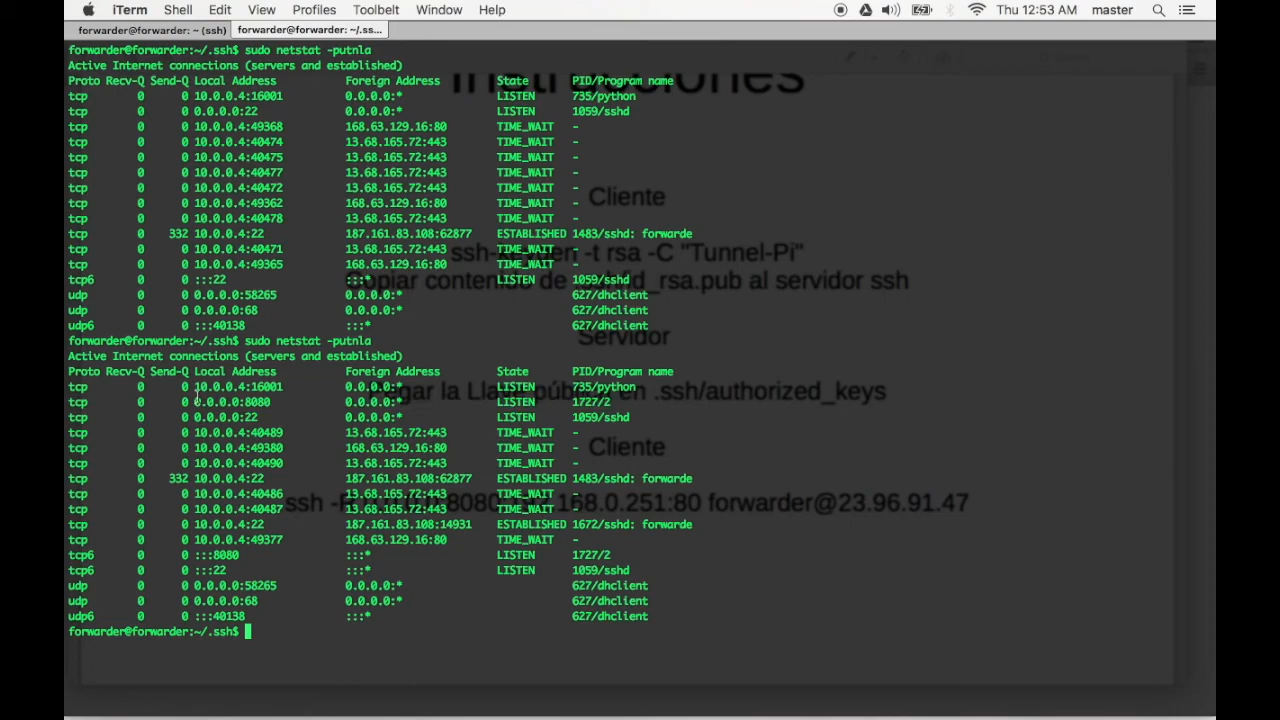 iTerm Shell Edit View Profiles Toolbelt Window Help Thu 12:53 AM master
forwarder@forwarder: ~ (ssh) forwarder@forwarder: ~/.ss...
Instrucciones
forwarder@forwarder:~/.ssh$ sudo netstat -putnla
Active Internet connections (servers and established)
Proto Recv-Q Send-Q Local Address Foreign Address State PID/Program name
tcp 0 0 10.0.0.4:16001 0.0.0.0:* LISTEN 735/python
tcp 0 0 0.0.0.0:22 0.0.0.0:* LISTEN 1059/sshd
tcp 0 0 10.0.0.4:49368 168.63.129.16:80 TIME_WAIT -
tcp 0 0 10.0.0.4:40474 13.68.165.72:443 TIME_WAIT -
tcp 0 0 10.0.0.4:40475 13.68.165.72:443 TIME_WAIT -
tcp 0 0 10.0.0.4:40477 13.68.165.72:443 TIME_WAIT -
tcp 0 0 10.0.0.4:40472 13.68.165.72:443 TIME_WAIT -
tcp 0 0 10.0.0.4:49362 168.63.129.16:80 TIME_WAIT -
tcp 0 0 10.0.0.4:40478 13.68.165.72:443 TIME_WAIT -
tcp 0 332 10.0.0.4:22 187.161.83.108:62877 ESTABLISHED 1483/sshd: forwarde
tcp 0 0 10.0.0.4:40471 13.68.165.72:443 TIME_WAIT -
tcp 0 0 10.0.0.4:49365 168.63.129.16:80 TIME_WAIT -
tcp6 0 0 :::22 :::* LISTEN 1059/sshd
udp 0 0 0.0.0.0:58265 0.0.0.0:* 627/dhclient
udp 0 0 0.0.0.0:68 0.0.0.0:* 627/dhclient
udp6 0 0 :::40138 :::* 627/dhclient
forwarder@forwarder:~/.ssh$ sudo netstat -putnla
Active Internet connections (servers and established)
Proto Recv-Q Send-Q Local Address Foreign Address State PID/Program name
tcp 0 0 10.0.0.4:16001 0.0.0.0:* LISTEN 735/python
tcp 0 0 0.0.0.0:8080 0.0.0.0:* LISTEN 1727/2
tcp 0 0 0.0.0.0:22 0.0.0.0:* LISTEN 1059/sshd
tcp 0 0 10.0.0.4:40489 13.68.165.72:443 TIME_WAIT -
tcp 0 0 10.0.0.4:49380 168.63.129.16:80 TIME_WAIT -
tcp 0 0 10.0.0.4:40490 13.68.165.72:443 TIME_WAIT -
tcp 0 332 10.0.0.4:22 187.161.83.108:62877 ESTABLISHED 1483/sshd: forwarde
tcp 0 0 10.0.0.4:40486 13.68.165.72:443 TIME_WAIT -
tcp 0 0 10.0.0.4:40487 13.68.165.72:443 TIME_WAIT -
tcp 0 0 10.0.0.4:22 187.161.83.108:14931 ESTABLISHED 1672/sshd: forwarde
tcp 0 0 10.0.0.4:49377 168.63.129.16:80 TIME_WAIT -
tcp6 0 0 :::8080 :::* LISTEN 1727/2
tcp6 0 0 :::22 :::* LISTEN 1059/sshd
udp 0 0 0.0.0.0:58265 0.0.0.0:* 627/dhclient
udp 0 0 0.0.0.0:68 0.0.0.0:* 627/dhclient
udp6 0 0 :::40138 :::* 627/dhclient
forwarder@forwarder:~/.ssh$
Cliente
ssh-keygen -t rsa -C "Tunnel-Pi"
Copiar contenido de al servidor ssh
Servidor
Pegar la Llave pública en .ssh/authorized_keys
Cliente
ssh -R forwarder@23.96.91.47